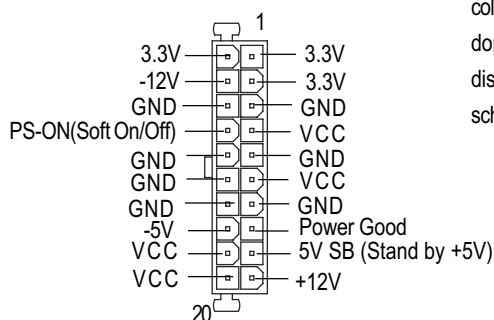 1
3.3V
-12V
GND
PS-ON(Soft On/Off)
GND
GND
GND
-5V
VCC
VCC
3.3V
3.3V
GND
VCC
GND
VCC
GND
Power Good
5V SB (Stand by +5V)
+12V
20
col
dop
dis
sch